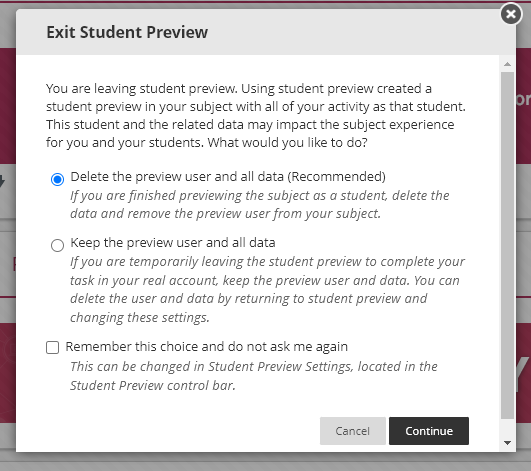 Exit Student Preview
You are leaving student preview. Using student preview created a
student preview in your subject with all of your activity as that student.
This student and the related data may impact the subject experience
for you and your students. What would you like to do?
Delete the preview user and all data (Recommended)
If you are finished previewing the subject as a student, delete the
data and remove the preview user from your subject.
Keep the preview user and all data
If you are temporarily leaving the student preview to complete your
task in your real account, keep the preview user and data. You can
delete the user and data by returning to student preview and
changing these settings.
Remember this choice and do not ask me again
This can be changed in Student Preview Settings, located in the
Student Preview control bar.
Cancel
Continue